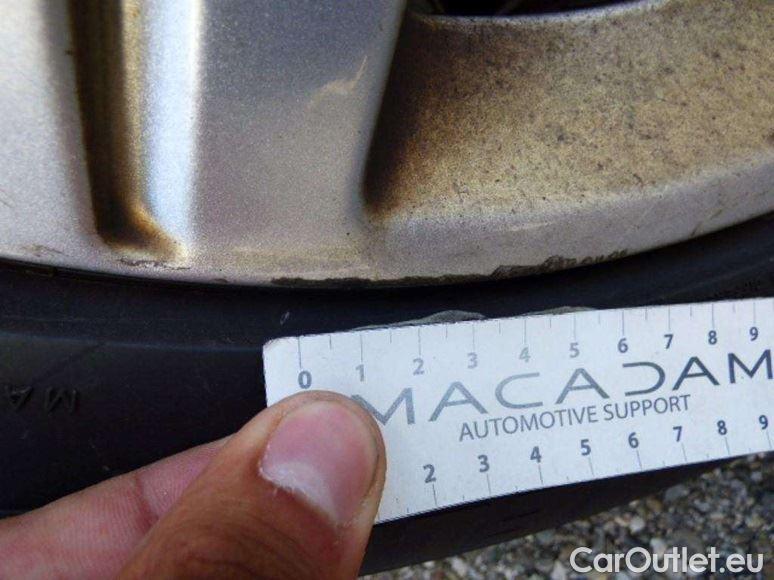 0 1 2 3 4 5 6 7 8 9
MACADAM
AUTOMOTIVE SUPPORT
2 3 4 5 6 7 8 9
MA
CarOutlet.eu